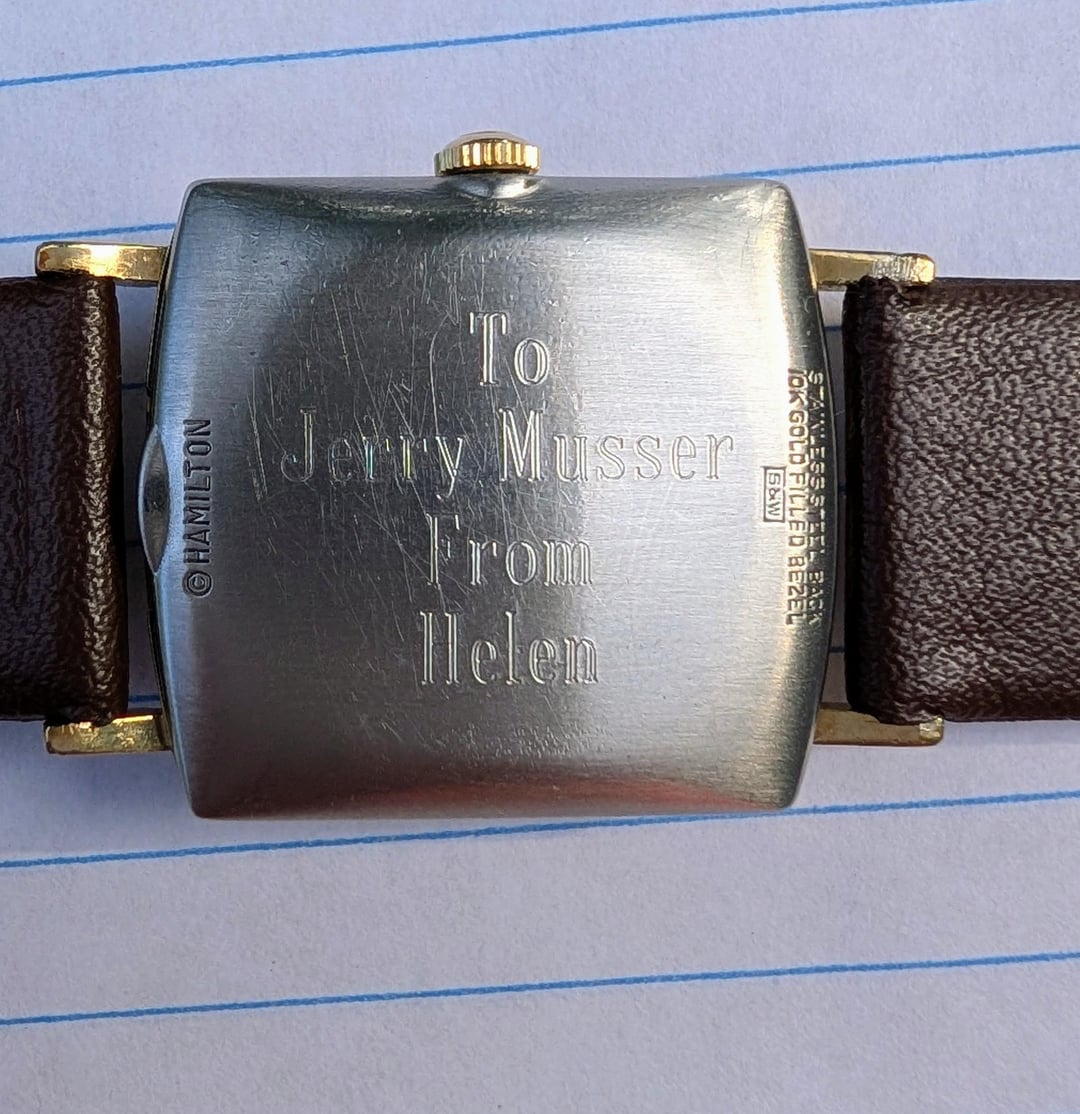 To
Jerry Musser
From
Helen
© HAMILTON
STAINLESS STEEL BACK
10K GOLD FILLED BEZEL
S&W